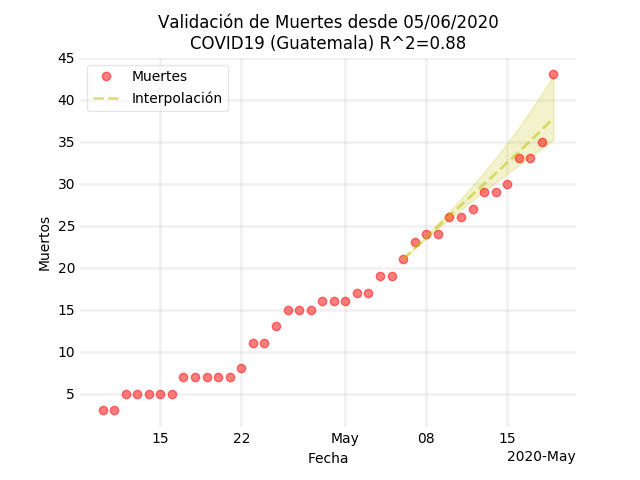 Validación de Muertes desde 05/06/2020
COVID19 (Guatemala) R^2=0.88
Muertes
Interpolación
45
40
35
30
25
20
15
10
5
Muertos
15
22
May
08
15
Fecha
2020-May